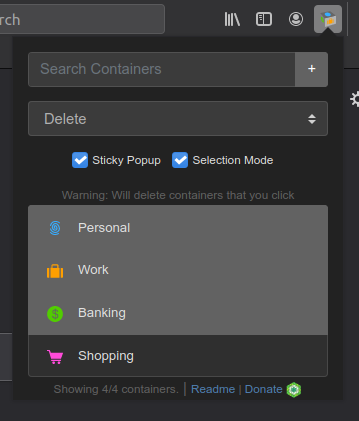 rch
Search Containers
+
Delete
Sticky Popup Selection Mode
Warning: Will delete containers that you click
Personal
Work
Banking
Shopping
Showing 4/4 containers. | Readme | Donate